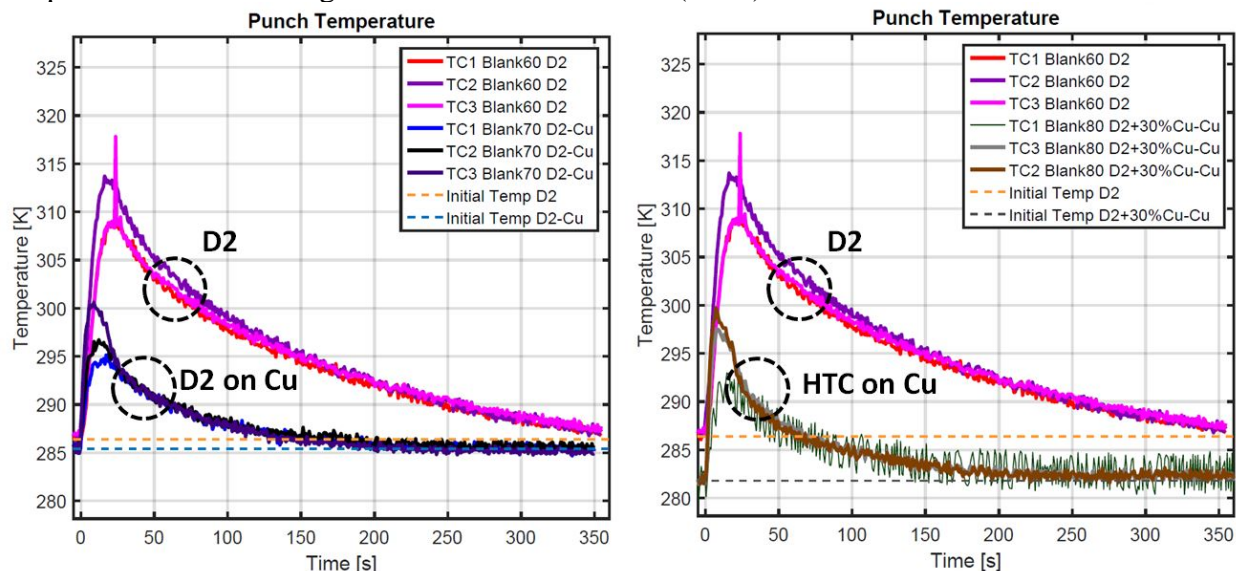 Punch Temperature
325
320
315
310
305
300
295
290
285
280
Temperature [K]
0 50 100 150 200 250 300 350
Time [s]
TC1 Blank60 D2
TC2 Blank60 D2
TC3 Blank60 D2
TC1 Blank70 D2-Cu
TC2 Blank70 D2-Cu
TC3 Blank70 D2-Cu
Initial Temp D2
Initial Temp D2-Cu
D2
D2 on Cu
Punch Temperature
325
320
315
310
305
300
295
290
285
280
Temperature [K]
0 50 100 150 200 250 300 350
Time [s]
TC1 Blank60 D2
TC2 Blank60 D2
TC3 Blank60 D2
TC1 Blank80 D2+30%Cu-Cu
TC3 Blank80 D2+30%Cu-Cu
TC2 Blank80 D2+30%Cu-Cu
Initial Temp D2
Initial Temp D2+30%Cu-Cu
D2
HTC on Cu